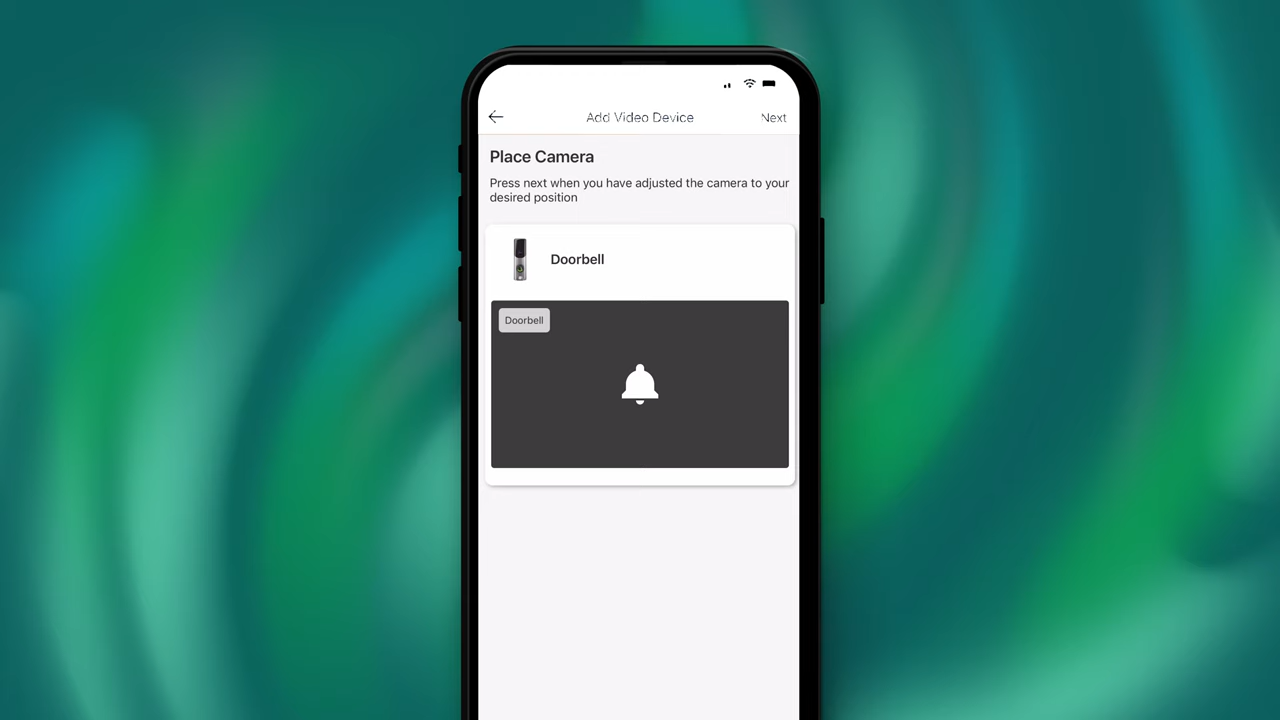 Add Video Device
Next
Place Camera
Press next when you have adjusted the camera to your
desired position
Doorbell
Doorbell